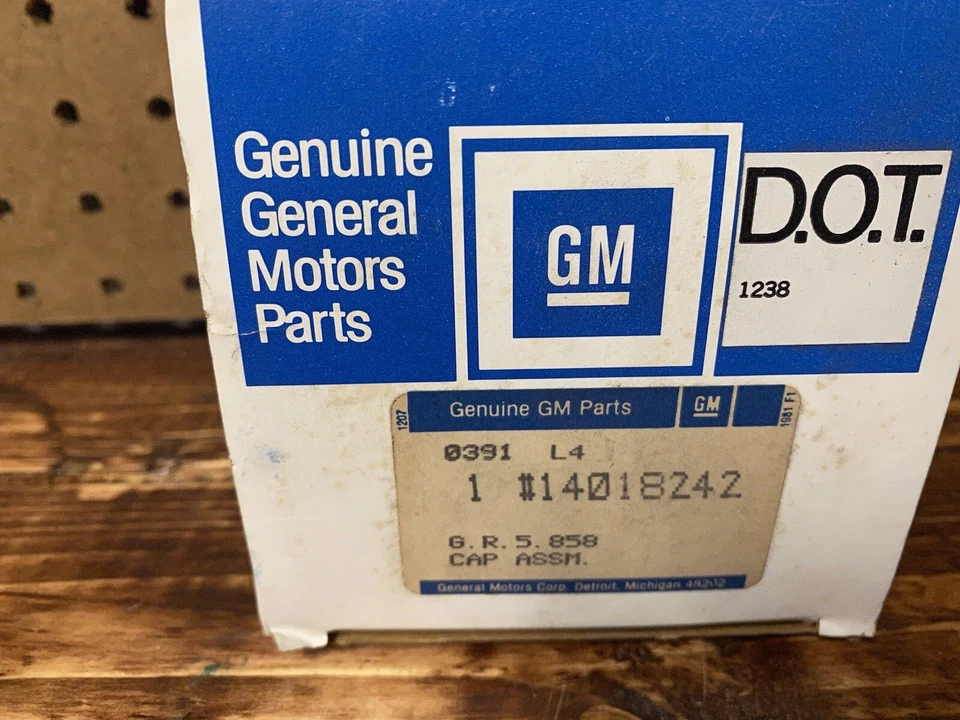 Genuine
General
Motors
Parts
GM
D.O.T.
1238
1207
Genuine GM Parts
GM
1981 F1
0391 L4
1 #14018242
G.R.5.858
CAP ASSM.
General Motors Corp. Detroit, Michigan 48202